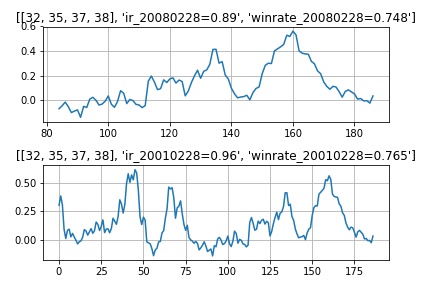 [[32, 35, 37, 38], 'ir_20080228=0.89', 'winrate_20080228=0.748']
0.6
0.4
0.2
0.0
80 100 120 140 160 180
[[32, 35, 37, 38], 'ir_20010228=0.96', 'winrate_20010228=0.765']
0.50
0.25
0.00
0 25 50 75 100 125 150 175